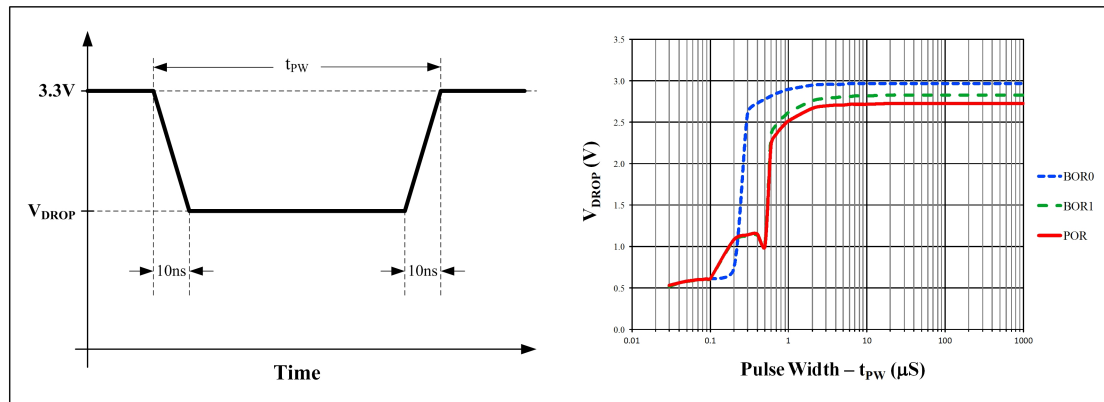 t_PW
3.3V
V_DROP
10ns
10ns
Time
3.5
3.0
2.5
2.0
1.5
1.0
0.5
0.0
V_DROP (V)
0.01
0.1
1
10
100
1000
Pulse Width – t_PW (µS)
BOR0
BOR1
POR